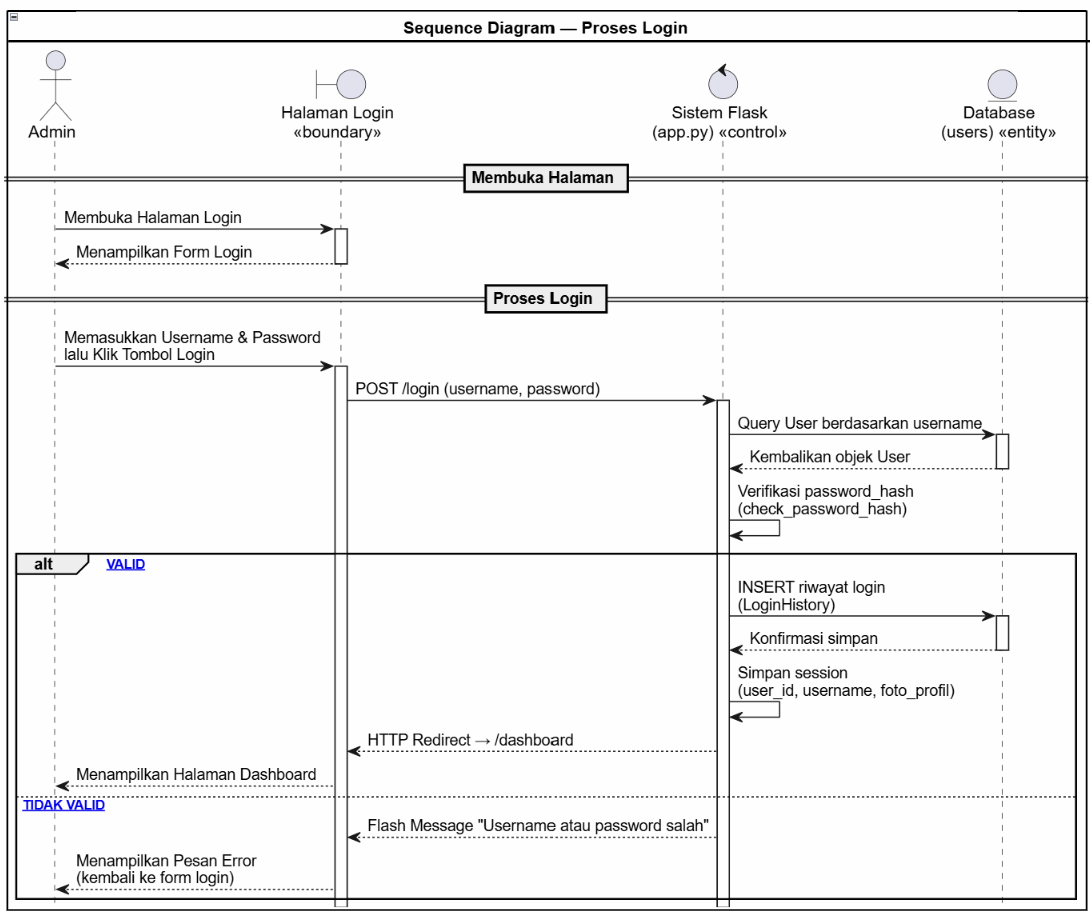 Sequence Diagram — Proses Login
Admin
Halaman Login
«boundary»
Sistem Flask
(app.py) «control»
Database
(users) «entity»
Membuka Halaman
Membuka Halaman Login
Menampilkan Form Login
Proses Login
Memasukkan Username & Password
lalu Klik Tombol Login
POST /login (username, password)
Query User berdasarkan username
Kembalikan objek User
Verifikasi password_hash
(check_password_hash)
alt
VALID
INSERT riwayat login
(LoginHistory)
Konfirmasi simpan
Simpan session
(user_id, username, foto_profil)
HTTP Redirect → /dashboard
Menampilkan Halaman Dashboard
TIDAK VALID
Flash Message "Username atau password salah"
Menampilkan Pesan Error
(kembali ke form login)